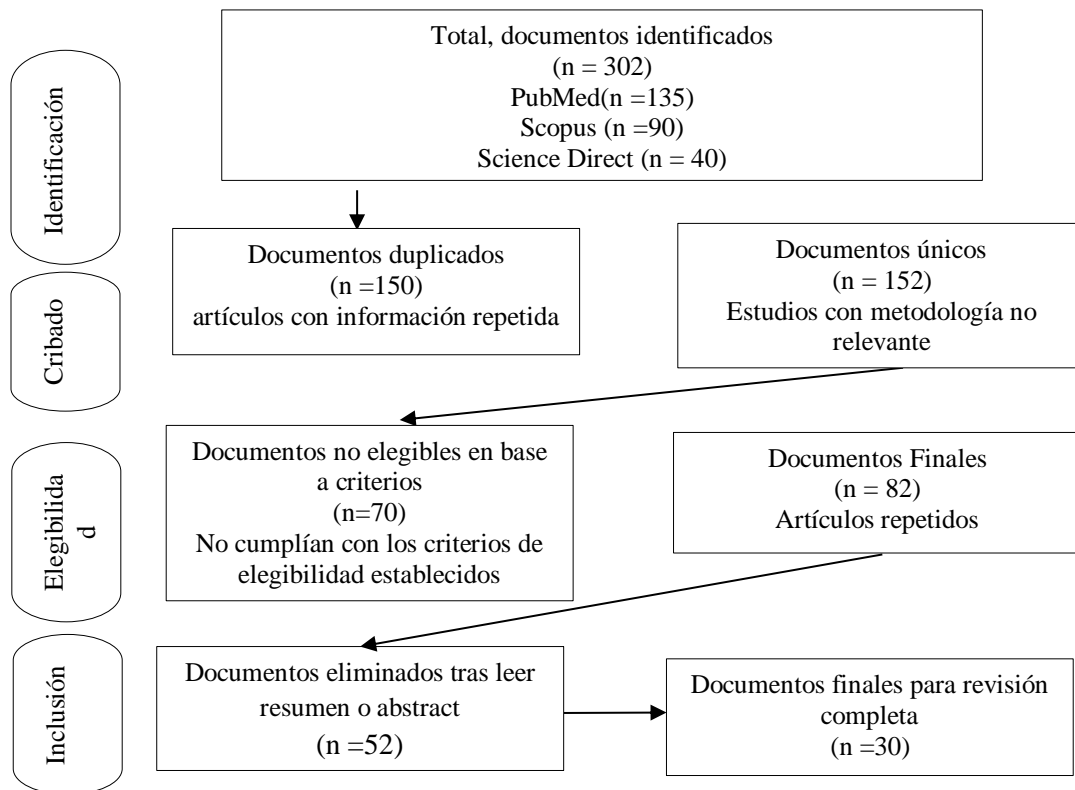 Identificación
Total, documentos identificados
(n = 302)
PubMed(n =135)
Scopus (n =90)
Science Direct (n = 40)
Cribado
Documentos duplicados
(n =150)
artículos con información repetida
Documentos únicos
(n = 152)
Estudios con metodología no
relevante
Elegibilida
d
Documentos no elegibles en base
a criterios
(n=70)
No cumplían con los criterios de
elegibilidad establecidos
Documentos Finales
(n = 82)
Artículos repetidos
Inclusión
Documentos eliminados tras leer
resumen o abstract
(n =52)
Documentos finales para revisión
completa
(n =30)